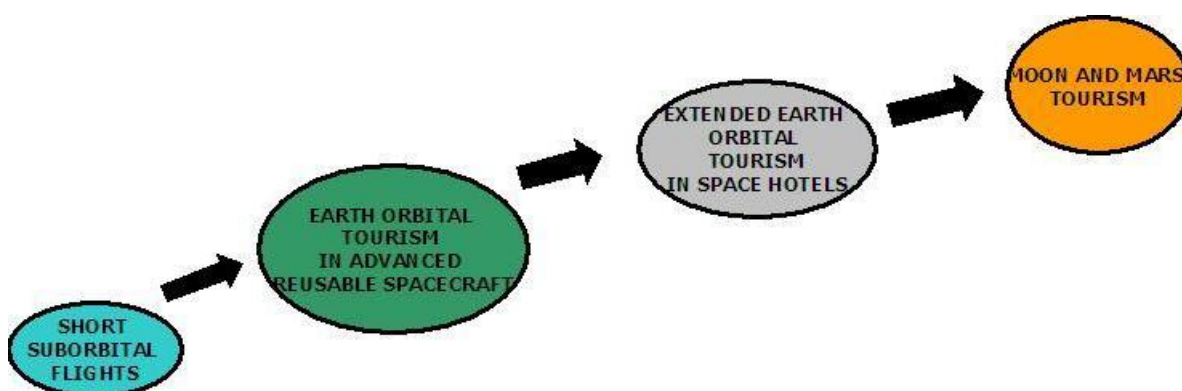 SHORT
SUBORBITAL
FLIGHTS
EARTH ORBITAL
TOURISM
IN ADVANCED
REUSABLE SPACECRAFT
EXTENDED EARTH
ORBITAL
TOURISM
IN SPACE HOTELS
MOON AND MARS
TOURISM